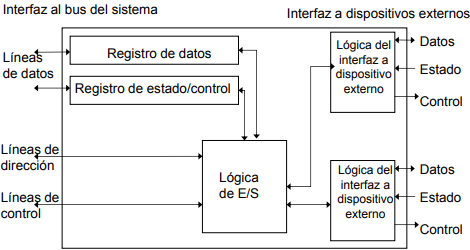 Interfaz al bus del sistema
Interfaz a dispositivos externos
Líneas
de datos
Registro de datos
Registro de estado/control
Líneas de
dirección
Líneas de
control
Lógica
de E/S
Lógica del
interfaz a
dispositivo
externo
Datos
Estado
Control
Lógica del
interfaz a
dispositivo
externo
Datos
Estado
Control